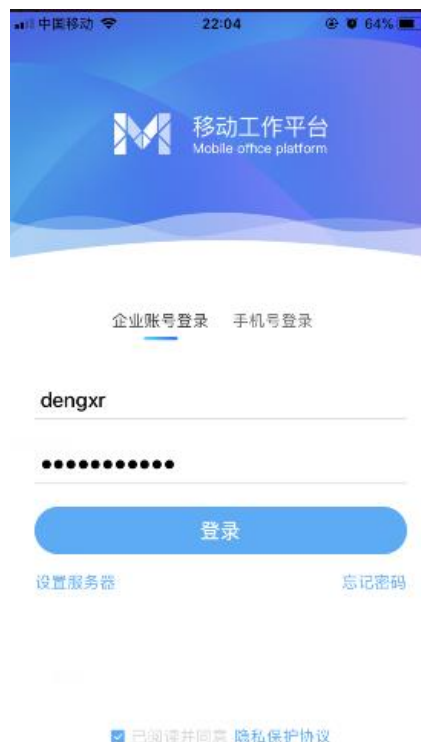 中国移动 22:04 64%
移动工作平台
Mobile office platform
企业账号登录 手机号登录
dengxr
●●●●●●●●●●●
登录
设置服务器 忘记密码
已阅读并同意 隐私保护协议